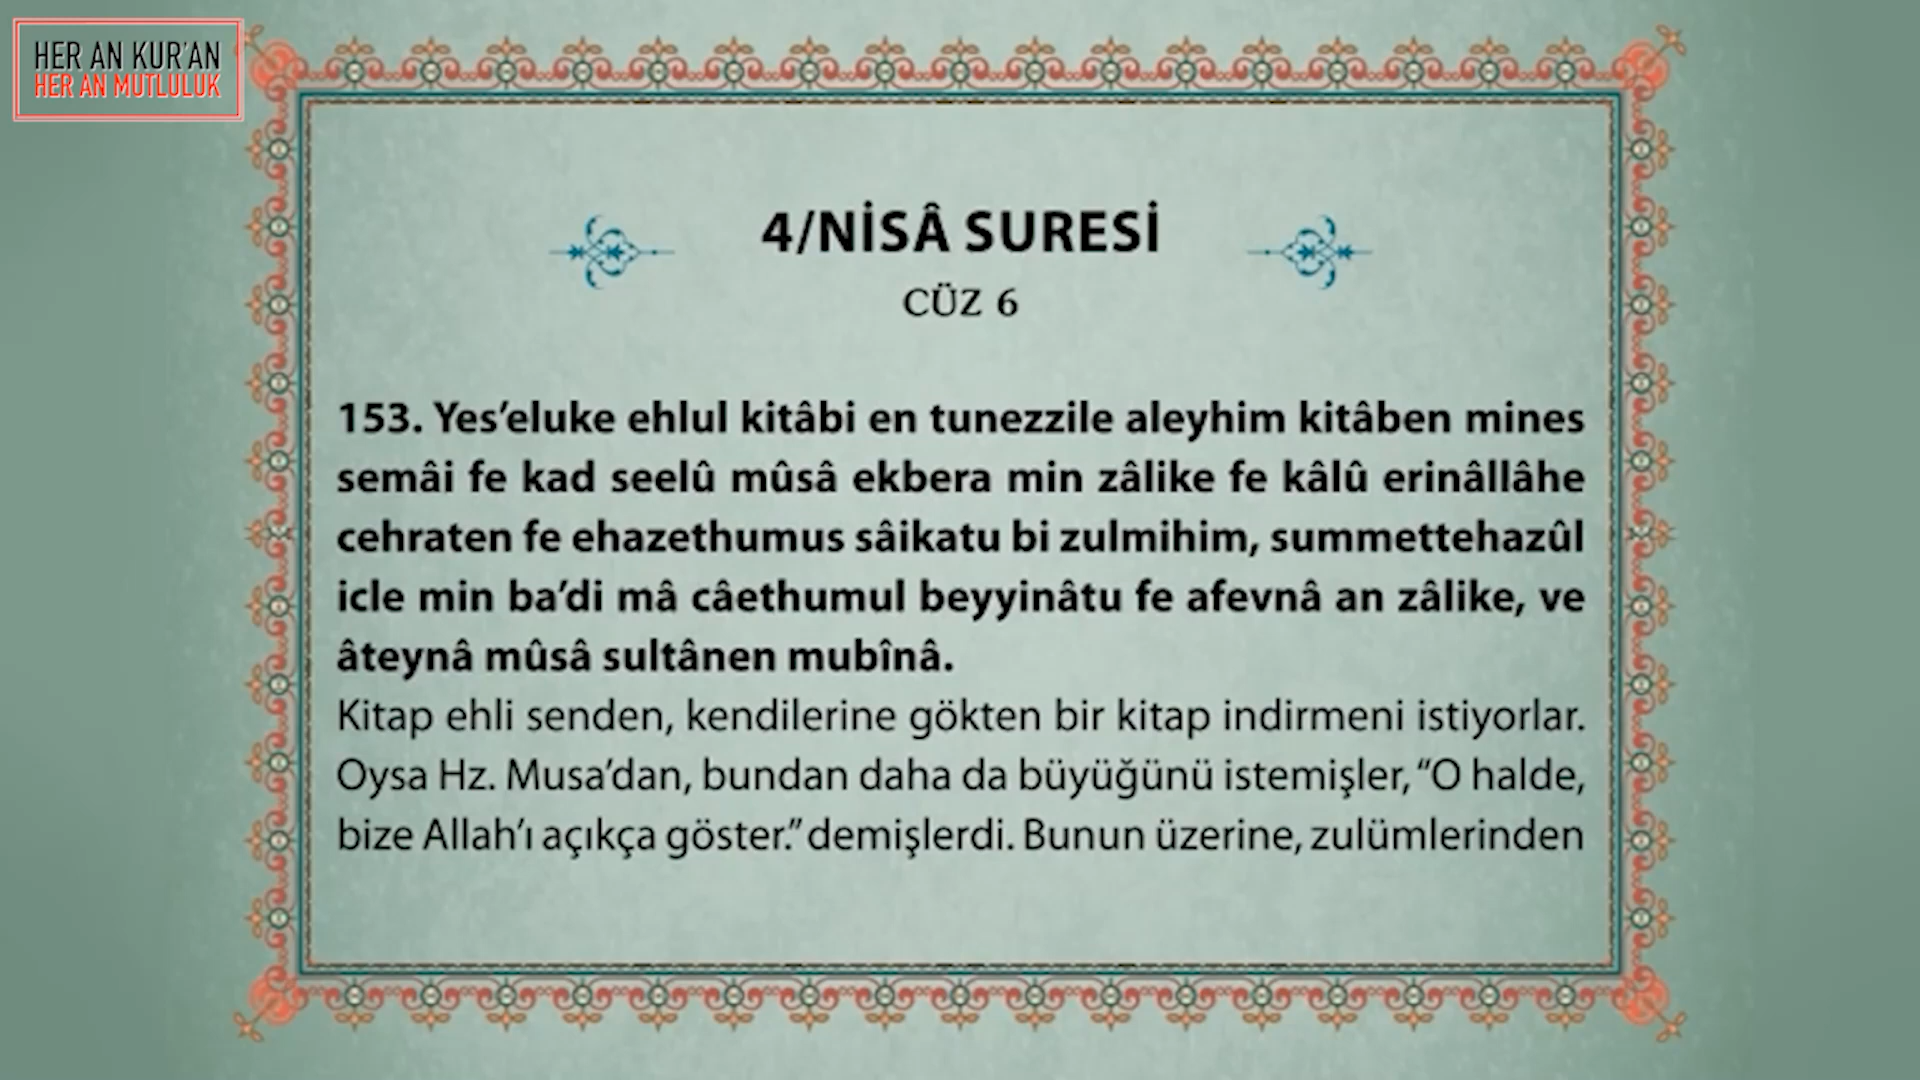 HER AN KUR'AN
HER AN MUTLULUK
4/NİSÂ SURESİ
CÜZ 6
153. Yes’eluke ehlul kitâbi en tunezzile aleyhim kitâben mines
semâi fe kad seelû mûsâ ekbera min zâlike fe kâlû erinâllâhe
cehraten fe ehazethumus sâikatu bi zulmihim, summettehazûl
icle min ba’di mâ câethumul beyyinâtu fe afevnâ an zâlike, ve
âteynâ mûsâ sultânen mubînâ.
Kitap ehli senden, kendilerine gökten bir kitap indirmeni istiyorlar.
Oysa Hz. Musa’dan, bundan daha da büyüğünü istemişler, “O halde,
bize Allah’ı açıkça göster.” demişlerdi. Bunun üzerine, zulümlerinden